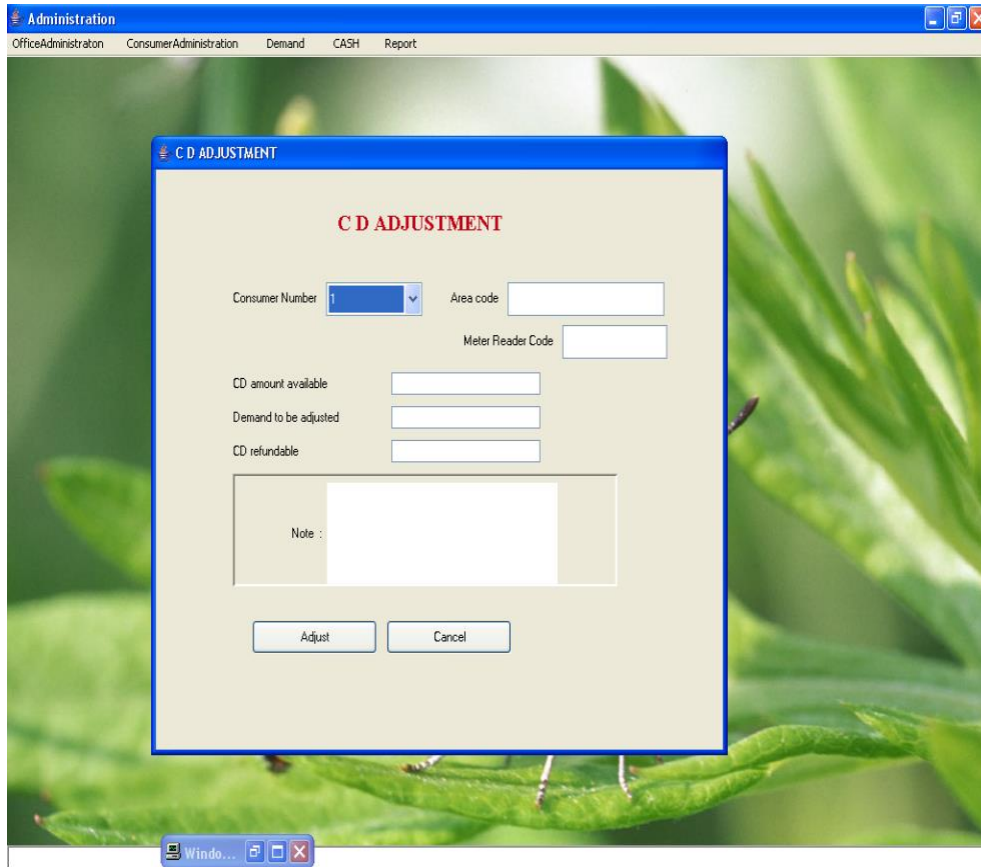 Administration
OfficeAdministraton ConsumerAdministration Demand CASH Report
C D ADJUSTMENT
C D ADJUSTMENT
Consumer Number 1 Area code
Meter Reader Code
CD amount available
Demand to be adjusted
CD refundable
Note :
Adjust Cancel
Windo...